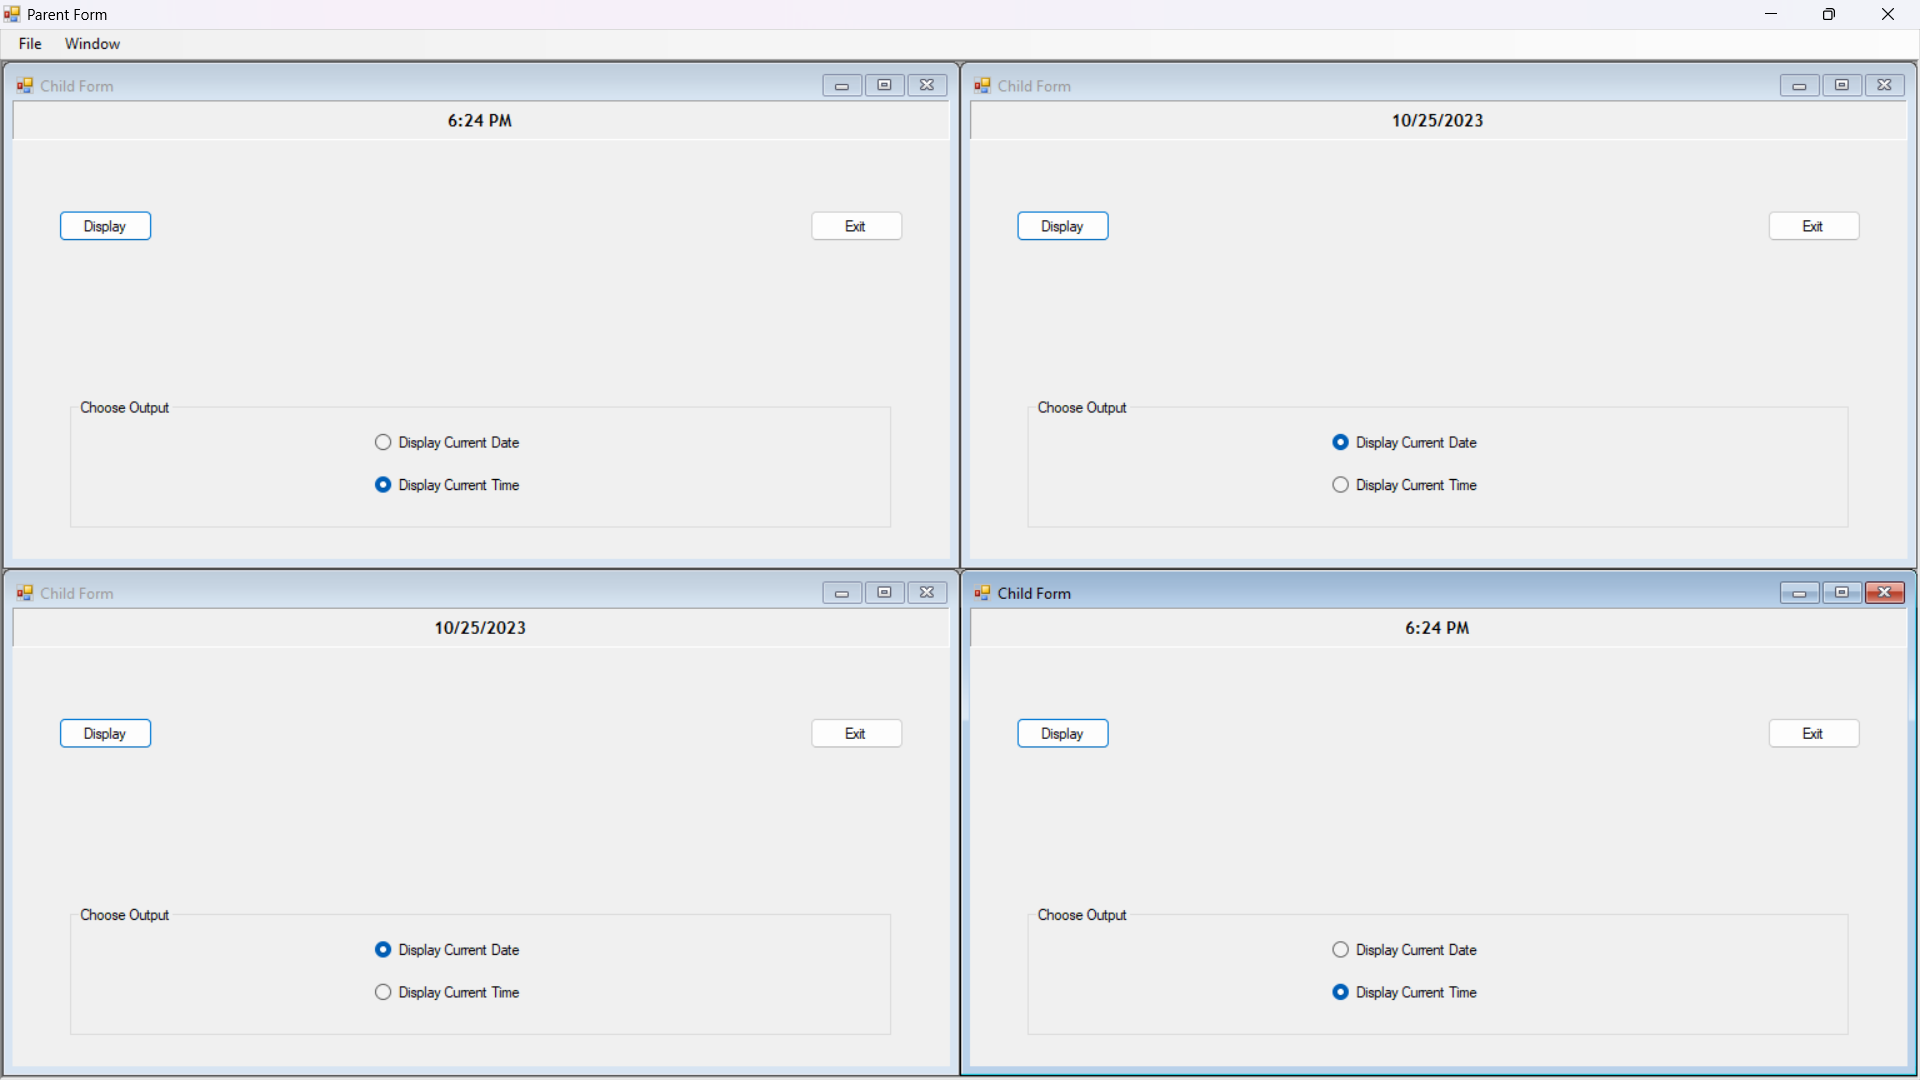 Parent Form
File Window
Child Form
6:24 PM
Display Exit
Choose Output
Display Current Date
Display Current Time
Child Form
10/25/2023
Display Exit
Choose Output
Display Current Date
Display Current Time
Child Form
10/25/2023
Display Exit
Choose Output
Display Current Date
Display Current Time
Child Form
6:24 PM
Display Exit
Choose Output
Display Current Date
Display Current Time